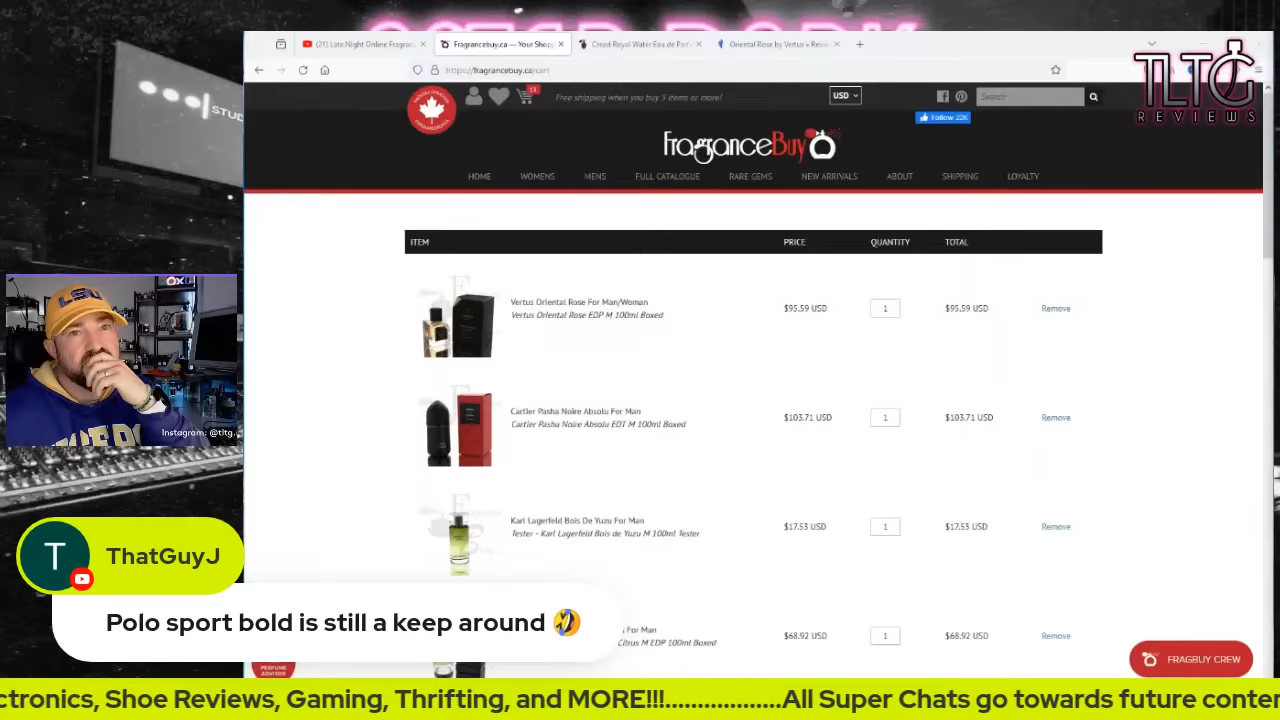 (21) Late Night Online Fragranc
Fragrancebuy.ca — Your Shop
Creed Royal Water Eau de Par
Oriental Rose by Vertus » Revie
https://fragrancebuy.ca/cart
TLTG
REVIEWS
13
Free shipping when you buy 5 items or more!
USD
Search
Follow 22K
FragranceBuy
HOME
WOMENS
MENS
FULL CATALOGUE
RARE GEMS
NEW ARRIVALS
ABOUT
SHIPPING
LOYALTY
ITEM PRICE QUANTITY TOTAL
Vertus Oriental Rose For Man/Woman
Vertus Oriental Rose EDP M 100ml Boxed
$95.59 USD 1 $95.59 USD Remove
Cartier Pasha Noire Absolu For Man
Cartier Pasha Noire Absolu EDT M 100ml Boxed
$103.71 USD 1 $103.71 USD Remove
Karl Lagerfeld Bois De Yuzu For Man
Tester - Karl Lagerfeld Bois de Yuzu M 100ml Tester
$17.53 USD 1 $17.53 USD Remove
For Man
Citrus M EDP 100ml Boxed
$68.92 USD 1 $68.92 USD Remove
LSU
Instagram: @tltg..
T
ThatGuyJ
Polo sport bold is still a keep around 🤣
PERFUME
ADVISER
FRAGBUY CREW
ctronics, Shoe Reviews, Gaming, Thrifting, and MORE!!!..................All Super Chats go towards future conter